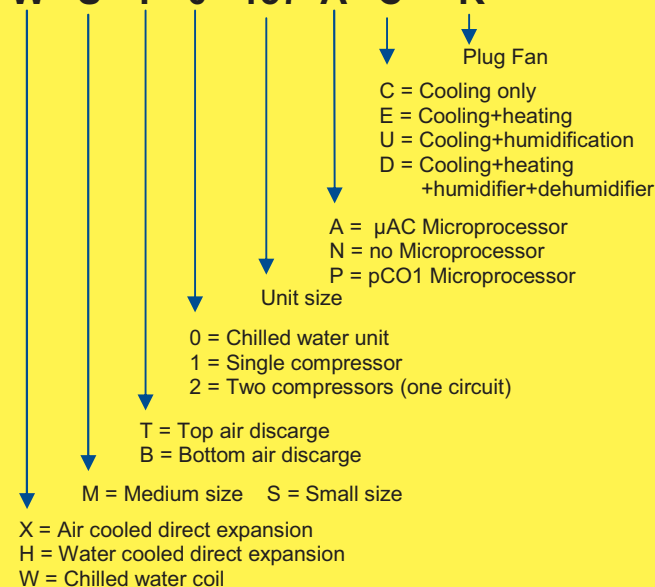 Plug Fan
C = Cooling only
E = Cooling+heating
U = Cooling+humidification
D = Cooling+heating
+humidifier+dehumidifier
A = µAC Microprocessor
N = no Microprocessor
P = pCO1 Microprocessor
Unit size
0 = Chilled water unit
1 = Single compressor
2 = Two compressors (one circuit)
T = Top air discarge
B = Bottom air discarge
M = Medium size S = Small size
X = Air cooled direct expansion
H = Water cooled direct expansion
W = Chilled water coil